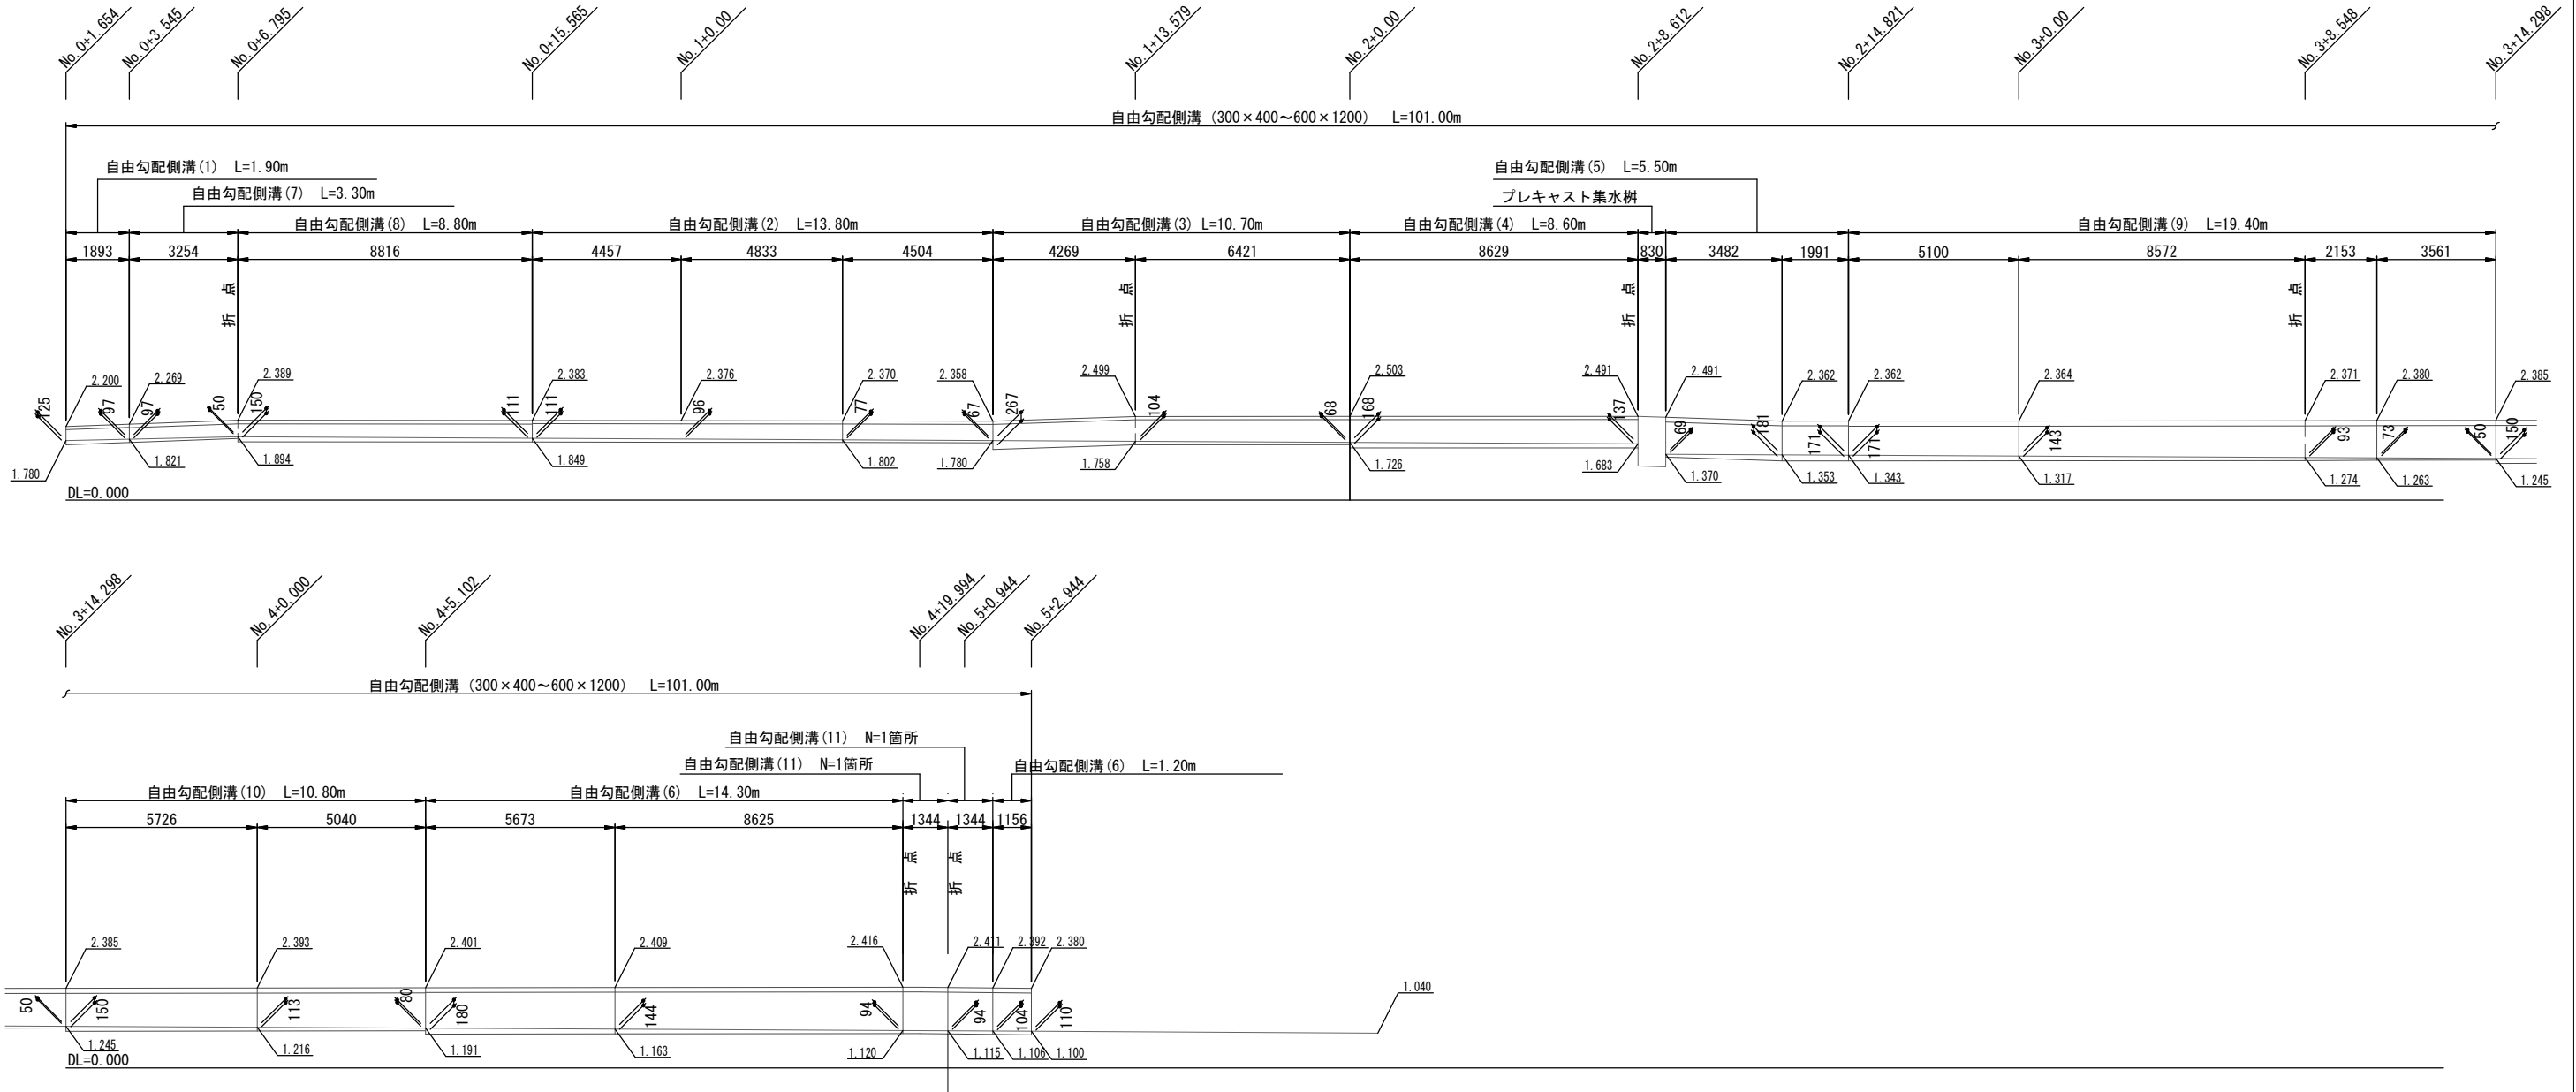 No.0+1.654 No.0+3.545 No.0+6.795 No.0+15.565 No.1+0.00 No.1+13.579 No.2+0.00 No.2+8.612 No.2+14.821 No.3+0.00 No.3+8.548 No.3+14.298
自由勾配側溝（300×400～600×1200） L=101.00m
自由勾配側溝(1) L=1.90m
自由勾配側溝(5) L=5.50m
自由勾配側溝(7) L=3.30m
プレキャスト集水桝
自由勾配側溝(8) L=8.80m 自由勾配側溝(2) L=13.80m 自由勾配側溝(3) L=10.70m 自由勾配側溝(4) L=8.60m 自由勾配側溝(9) L=19.40m
1893 3254 8816 4457 4833 4504 4269 6421 8629 830 3482 1991 5100 8572 2153 3561
折点 折点 折点 折点
2.200 2.269 2.389 2.383 2.376 2.370 2.358 2.499 2.503 2.491 2.491 2.362 2.362 2.364 2.371 2.380 2.385
125 97 97 50 150 111 111 96 77 67 267 104 68 168 137 69 181 171 171 143 93 73 50 150
1.780 1.821 1.894 1.849 1.802 1.780 1.758 1.726 1.683 1.370 1.353 1.343 1.317 1.274 1.263 1.245
DL=0.000
No.3+14.298 No.4+0.000 No.4+5.102 No.4+19.994 No.5+0.944 No.5+2.944
自由勾配側溝（300×400～600×1200） L=101.00m
自由勾配側溝(11) N=1箇所
自由勾配側溝(11) N=1箇所 自由勾配側溝(6) L=1.20m
自由勾配側溝(10) L=10.80m 自由勾配側溝(6) L=14.30m
5726 5040 5673 8625 1344 1344 1156
折点 折点
2.385 2.393 2.401 2.409 2.416 2.411 2.392 2.380
1.040
50 150 113 80 180 144 94 94 104 110
1.245 1.216 1.191 1.163 1.120 1.115 1.106 1.100
DL=0.000